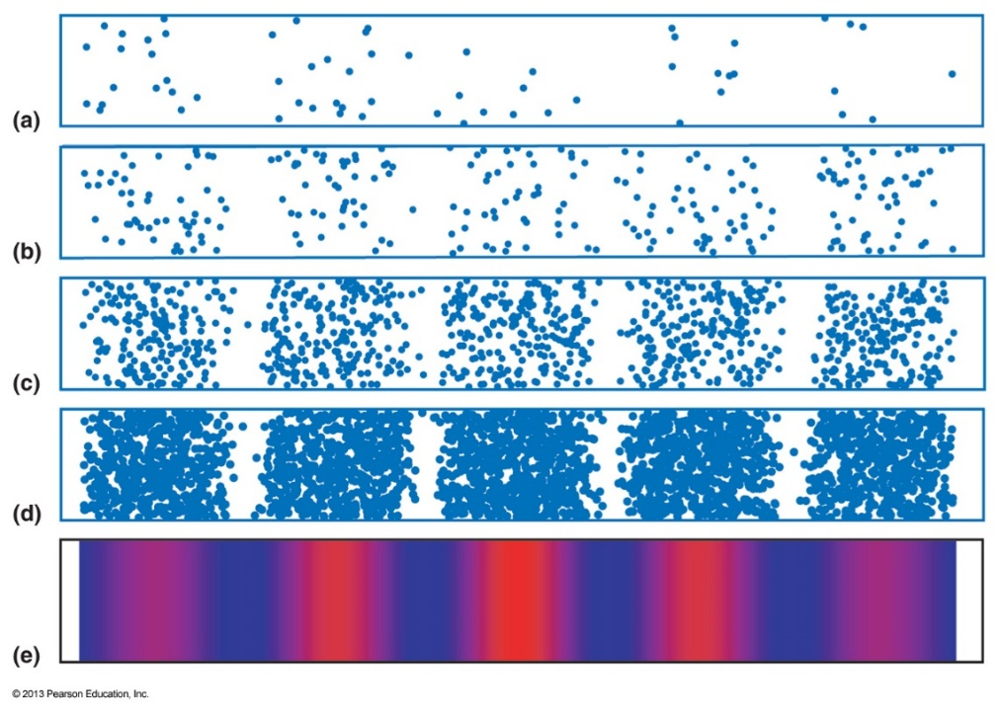 (a)
(b)
(c)
(d)
(e)
© 2013 Pearson Education, Inc.